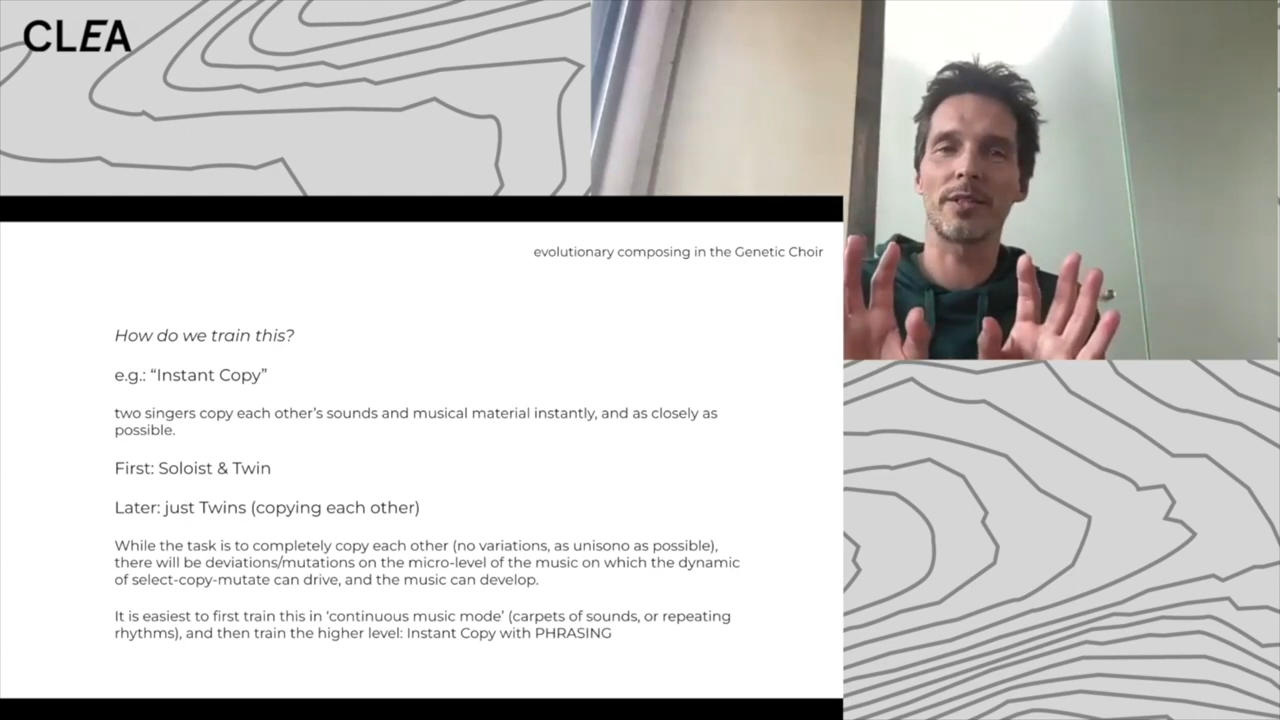 CLEA
evolutionary composing in the Genetic Choir
How do we train this?
e.g.: “Instant Copy”
two singers copy each other’s sounds and musical material instantly, and as closely as
possible.
First: Soloist & Twin
Later: just Twins (copying each other)
While the task is to completely copy each other (no variations, as unisono as possible),
there will be deviations/mutations on the micro-level of the music on which the dynamic
of select-copy-mutate can drive, and the music can develop.
It is easiest to first train this in ‘continuous music mode’ (carpets of sounds, or repeating
rhythms), and then train the higher level: Instant Copy with PHRASING